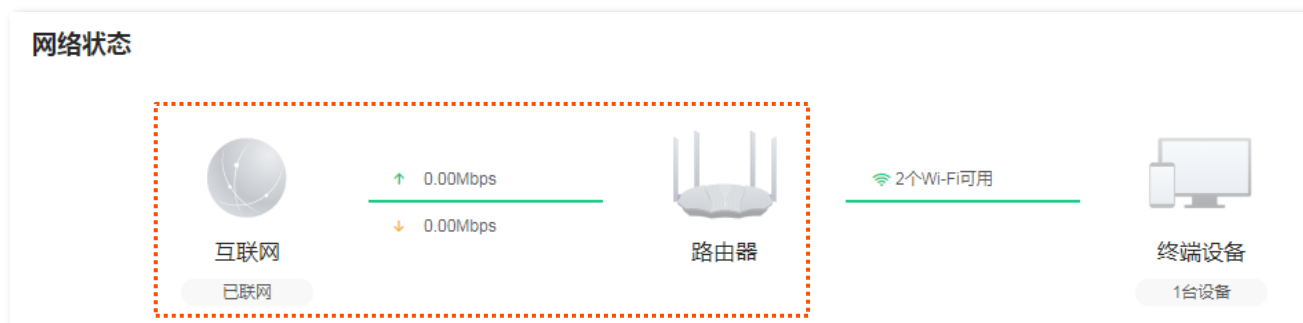 网络状态
↑ 0.00Mbps
↓ 0.00Mbps
2个Wi-Fi可用
互联网
路由器
终端设备
已联网
1台设备